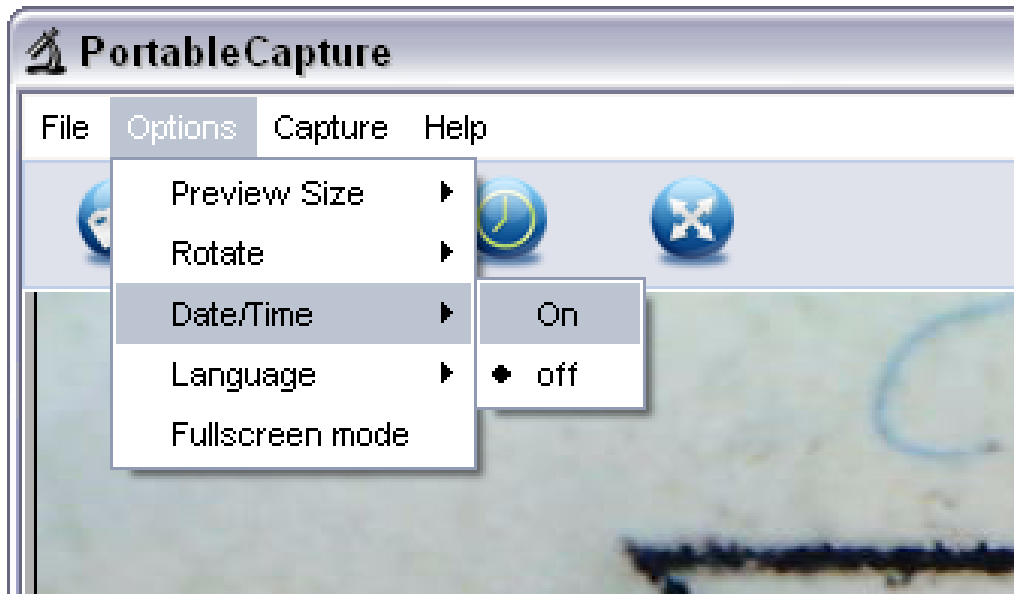 PortableCapture
File Options Capture Help
Preview Size
Rotate
Date/Time On
Language off
Fullscreen mode